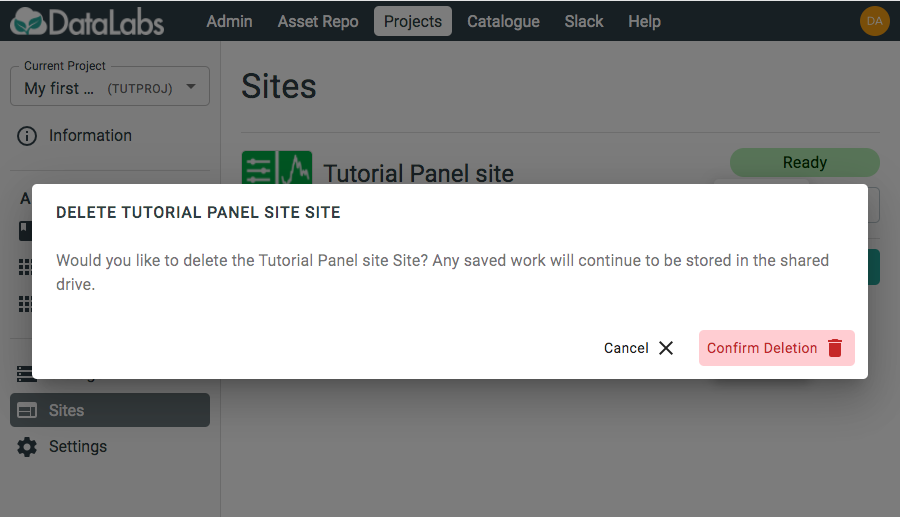 DataLabs
Admin Asset Repo Projects Catalogue Slack Help DA
Current Project
My first ... (TUTPROJ)
Information
Sites
Tutorial Panel site
Ready
A
DELETE TUTORIAL PANEL SITE SITE
Would you like to delete the Tutorial Panel site Site? Any saved work will continue to be stored in the shared
drive.
Cancel
Confirm Deletion
Sites
Settings